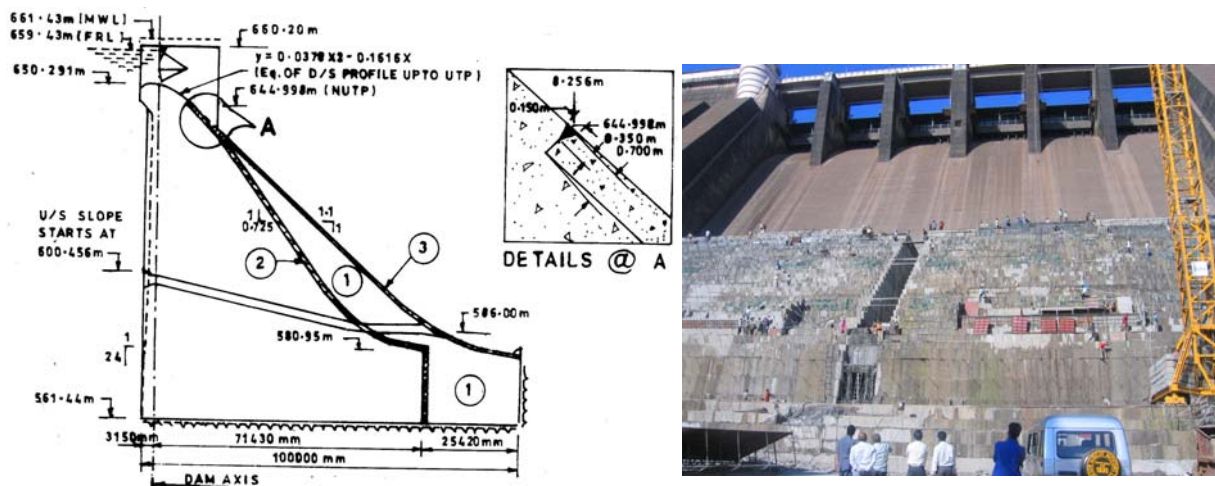 661·43m (MWL)
659·43m (FRL)
660·20m
y= 0·0378X2 – 0·1616X
(Eq. OF D/S PROFILE UPTO UTP)
650·291m
644·998m (NUTP)
A
8·256m
0·150m
644·998m
0·350m
0·700m
DETAILS @ A
U/S SLOPE
STARTS AT
600·456m
1
0·725
1·1
1
2
1
3
586·00m
580·95m
1
24
1
561·44m
3150mm
71430 mm
25420mm
100000 mm
DAM AXIS